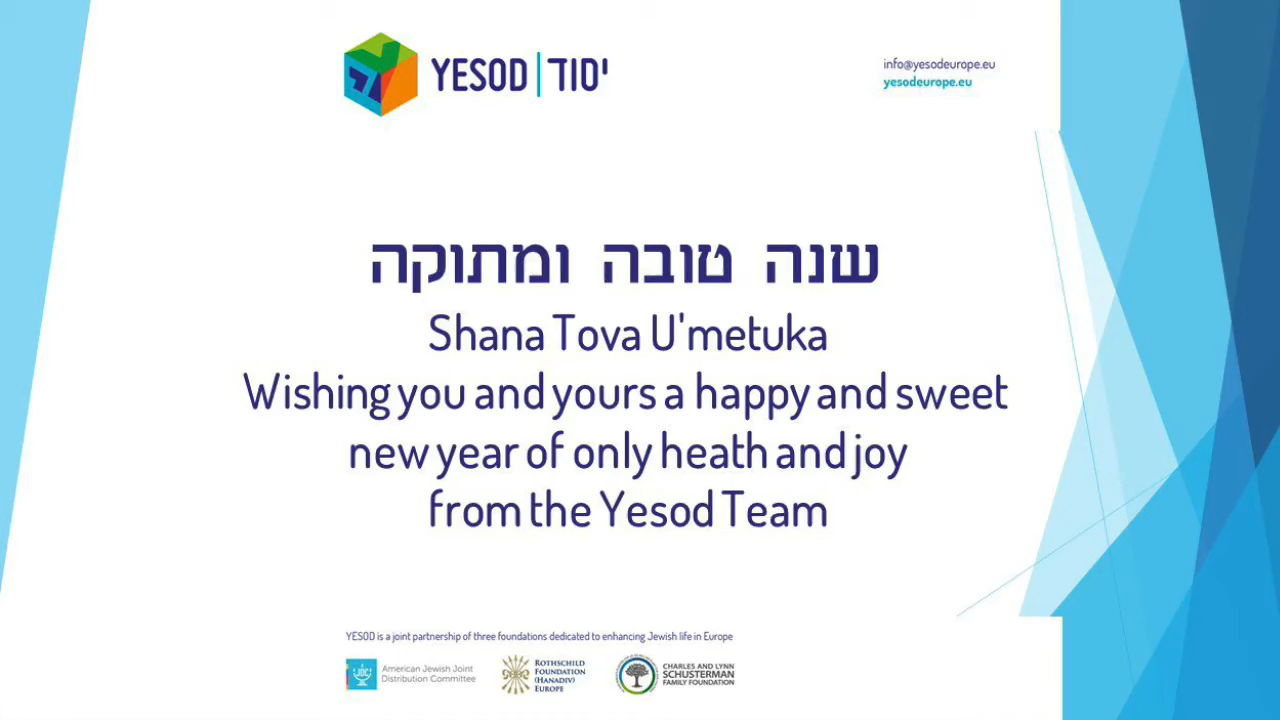 YESOD | יסוד
info@yesodeurope.eu
yesodeurope.eu
שנה טובה ומתוקה
Shana Tova U'metuka
Wishing you and yours a happy and sweet
new year of only heath and joy
from the Yesod Team
YESOD is a joint partnership of three foundations dedicated to enhancing Jewish life in Europe
JDC
American Jewish Joint
Distribution Committee
ROTHSCHILD
FOUNDATION
(HANADIV)
EUROPE
CHARLES AND LYNN
SCHUSTERMAN
FAMILY FOUNDATION